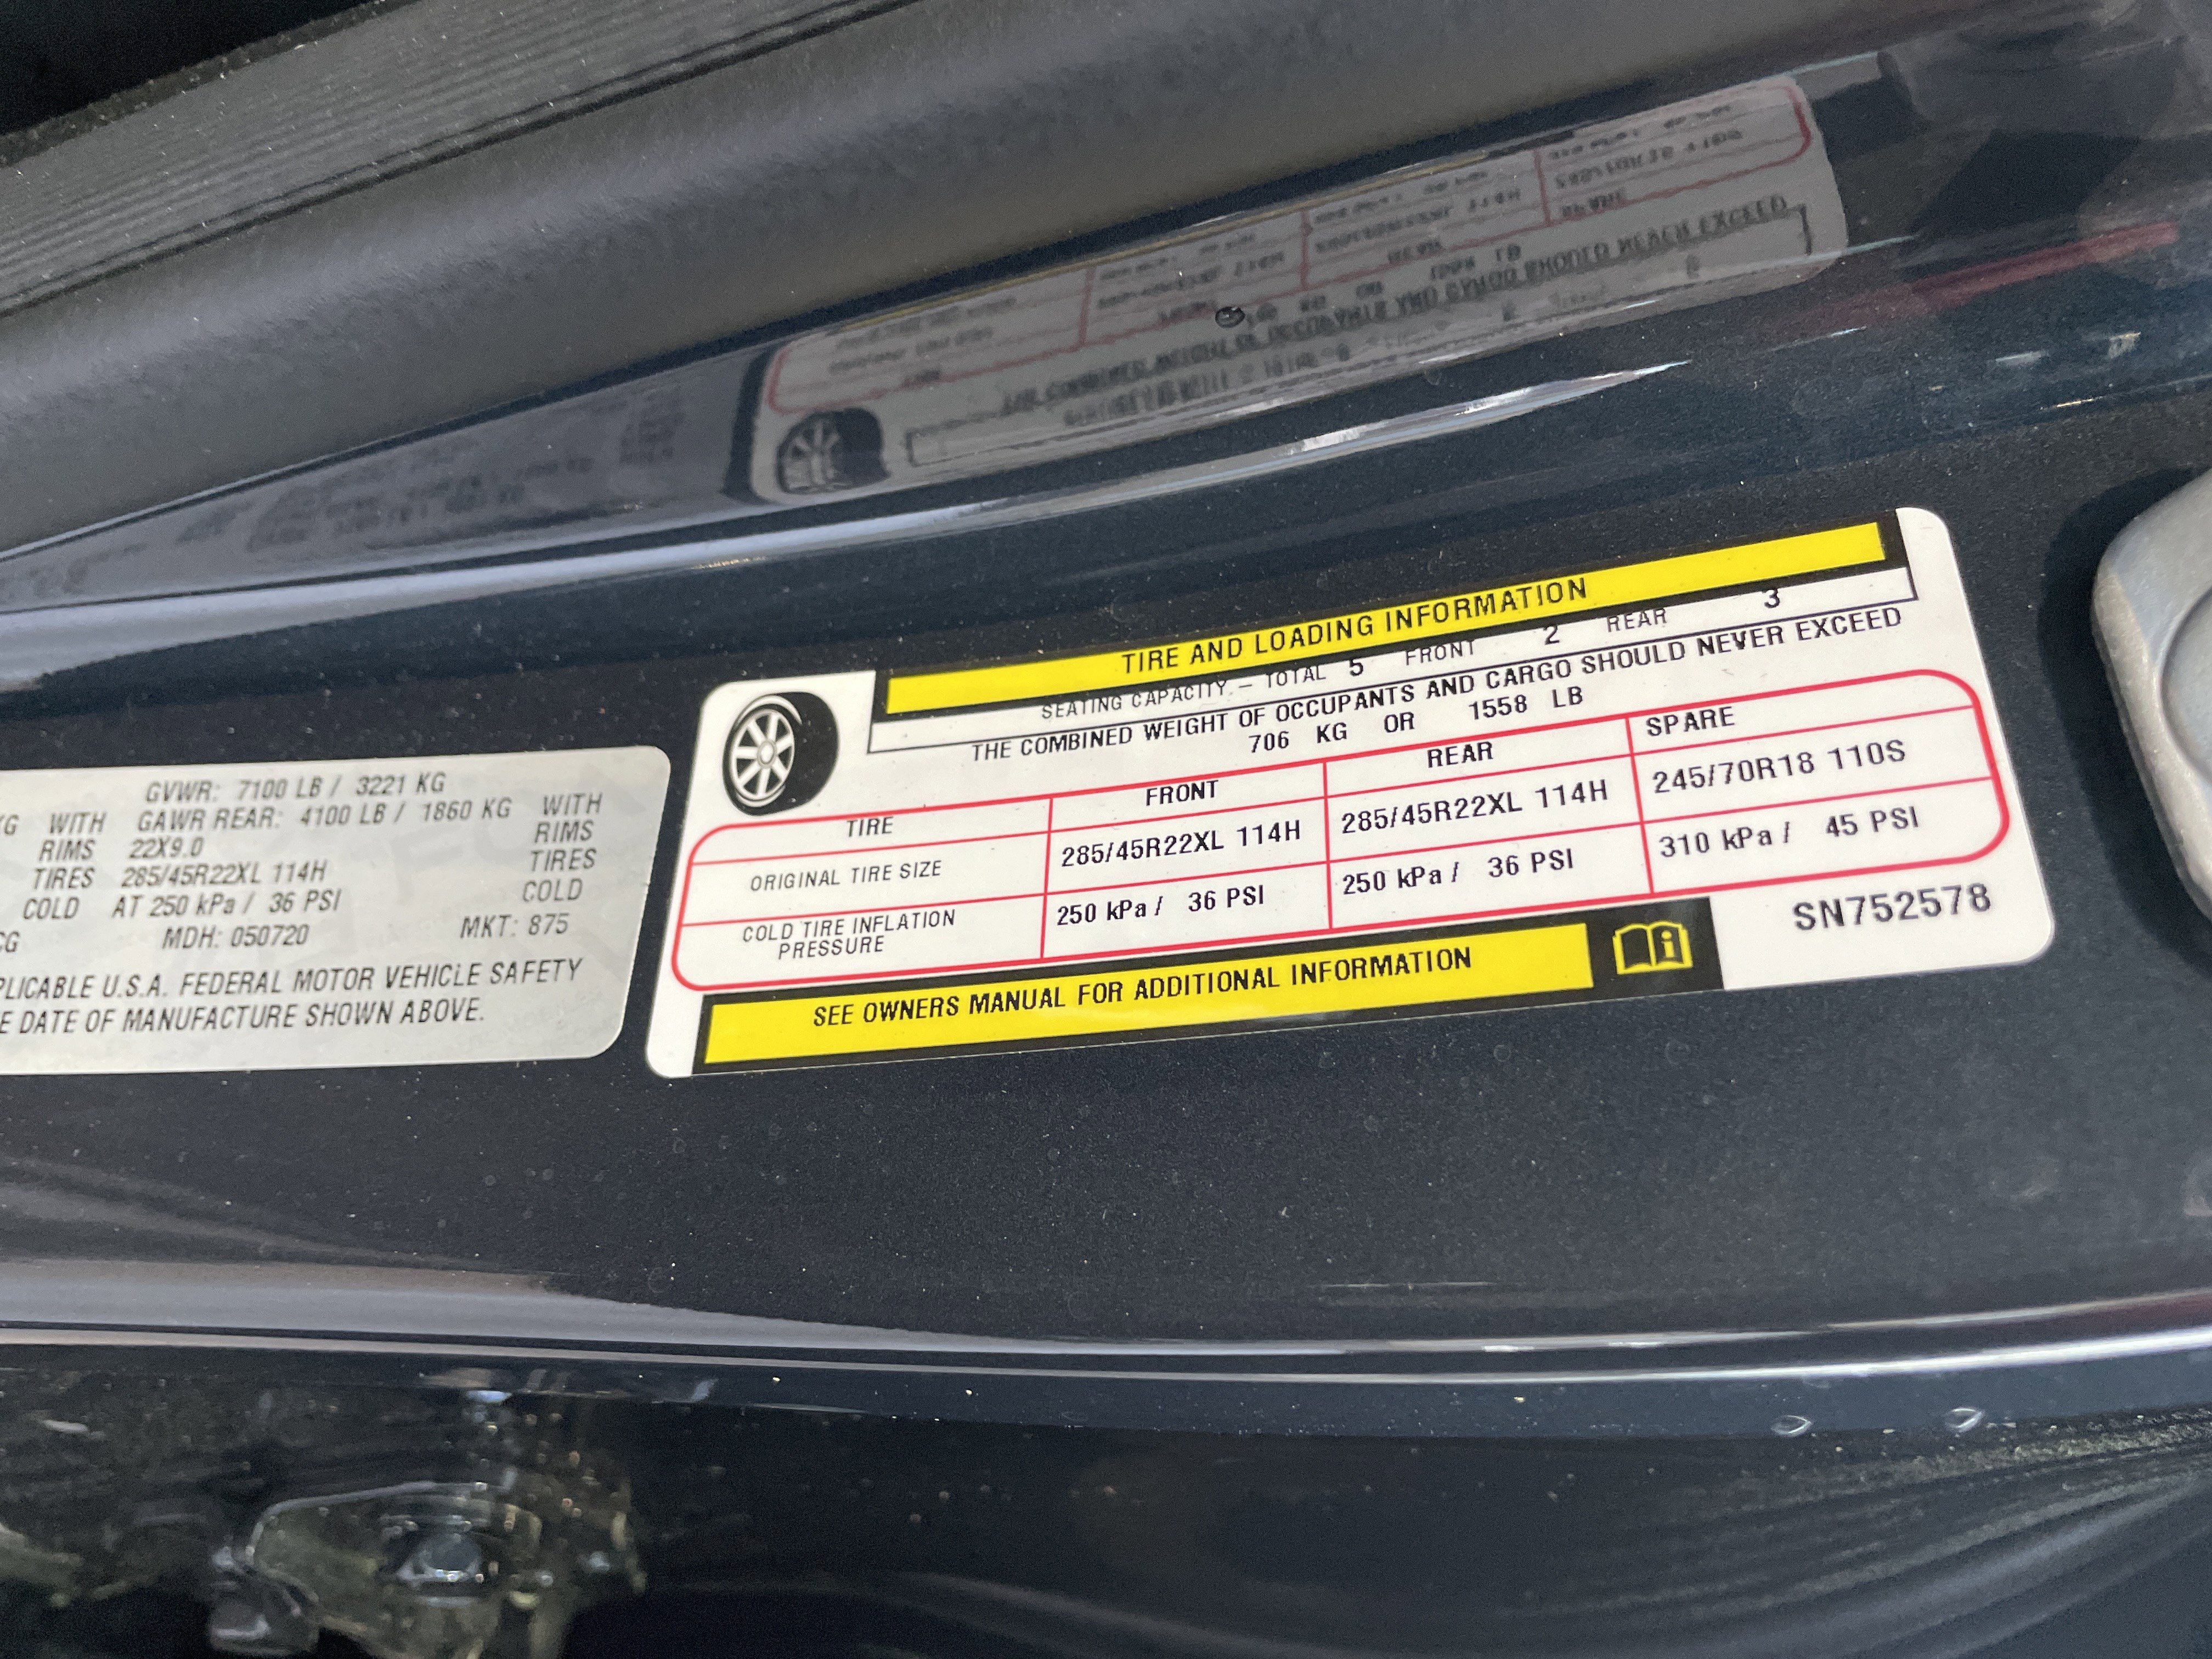 GVWR: 7100 LB / 3221 KG
KG WITH GAWR REAR: 4100 LB / 1860 KG WITH
RIMS 22X9.0 RIMS
TIRES 285/45R22XL 114H TIRES
COLD AT 250 kPa / 36 PSI COLD
MDH: 050720 MKT: 875
U.S.A. FEDERAL MOTOR VEHICLE SAFETY
DATE OF MANUFACTURE SHOWN ABOVE.
TIRE AND LOADING INFORMATION
SEATING CAPACITY - TOTAL 5 FRONT 2 REAR 3
THE COMBINED WEIGHT OF OCCUPANTS AND CARGO SHOULD NEVER EXCEED
706 KG OR 1558 LB
TIRE FRONT REAR SPARE
ORIGINAL TIRE SIZE 285/45R22XL 114H 285/45R22XL 114H 245/70R18 110S
COLD TIRE INFLATION PRESSURE 250 kPa / 36 PSI 250 kPa / 36 PSI 310 kPa / 45 PSI
SEE OWNERS MANUAL FOR ADDITIONAL INFORMATION
SN752578